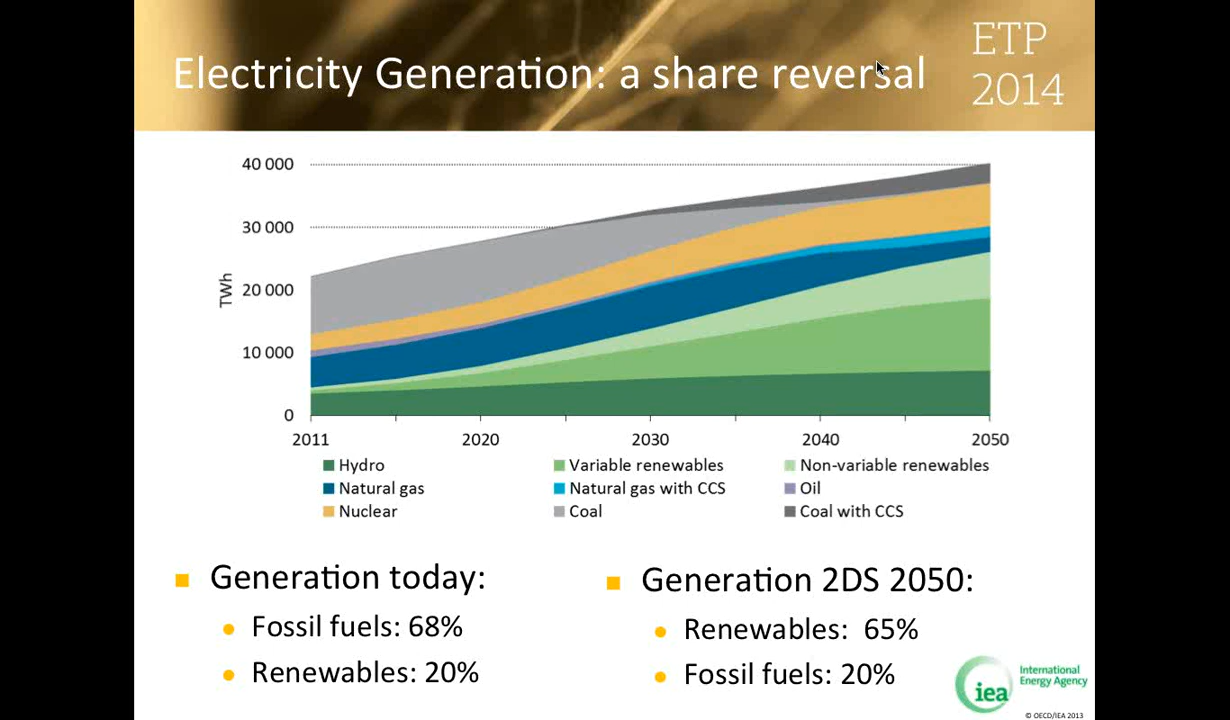 Electricity Generation: a share reversal
ETP
2014
40 000
30 000
20 000
10 000
0
TWh
2011 2020 2030 2040 2050
Hydro Variable renewables Non-variable renewables
Natural gas Natural gas with CCS Oil
Nuclear Coal Coal with CCS
Generation today:
Fossil fuels: 68%
Renewables: 20%
Generation 2DS 2050:
Renewables: 65%
Fossil fuels: 20%
iea
International
Energy Agency
© OECD/IEA 2013